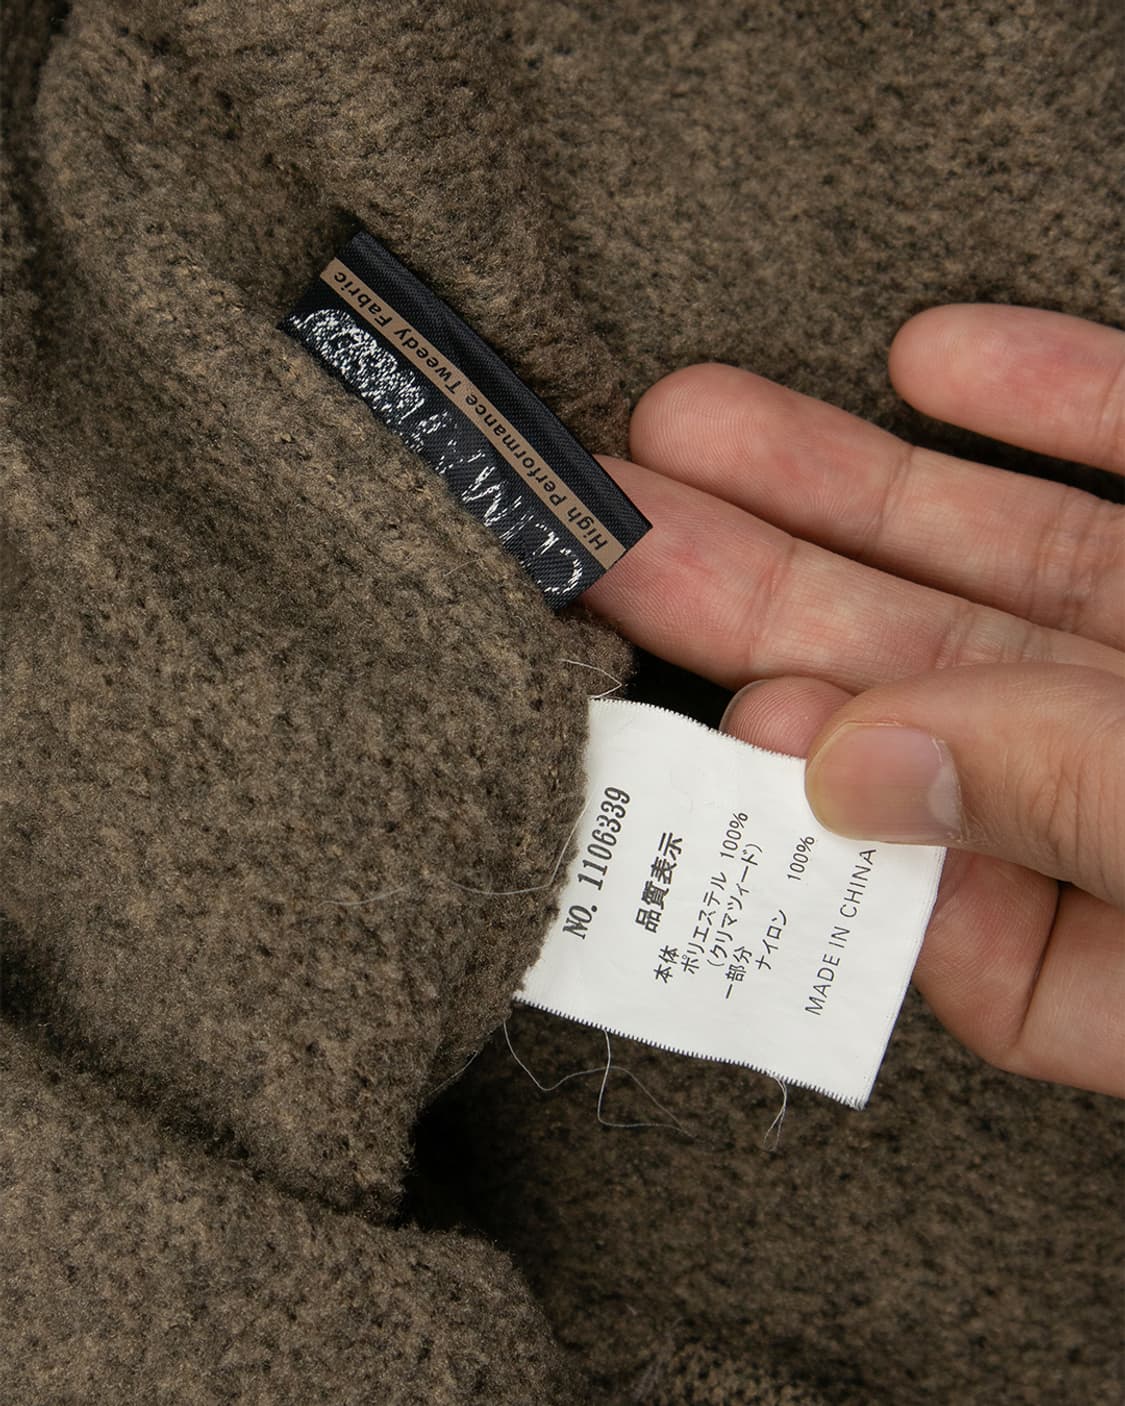 High Performance Tweedy Fabric
NO. 1106339
品質表示
本体
ポリエステル 100%
(クリマツィード)
一部分
ナイロン 100%
MADE IN CHINA